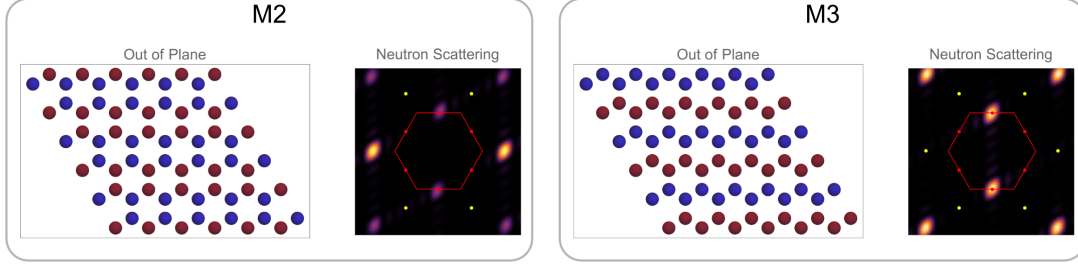 M2
Out of Plane
Neutron Scattering
M3
Out of Plane
Neutron Scattering